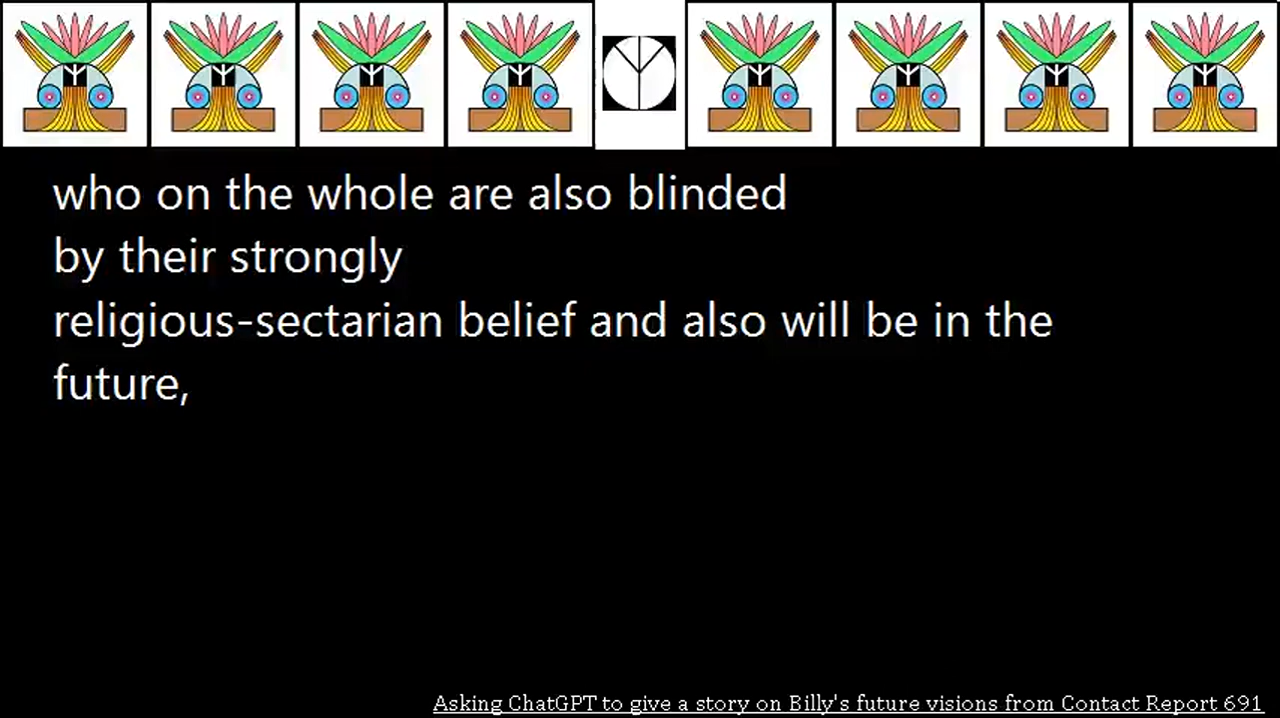 who on the whole are also blinded
by their strongly
religious-sectarian belief and also will be in the
future,
Asking ChatGPT to give a story on Billy's future visions from Contact Report 691